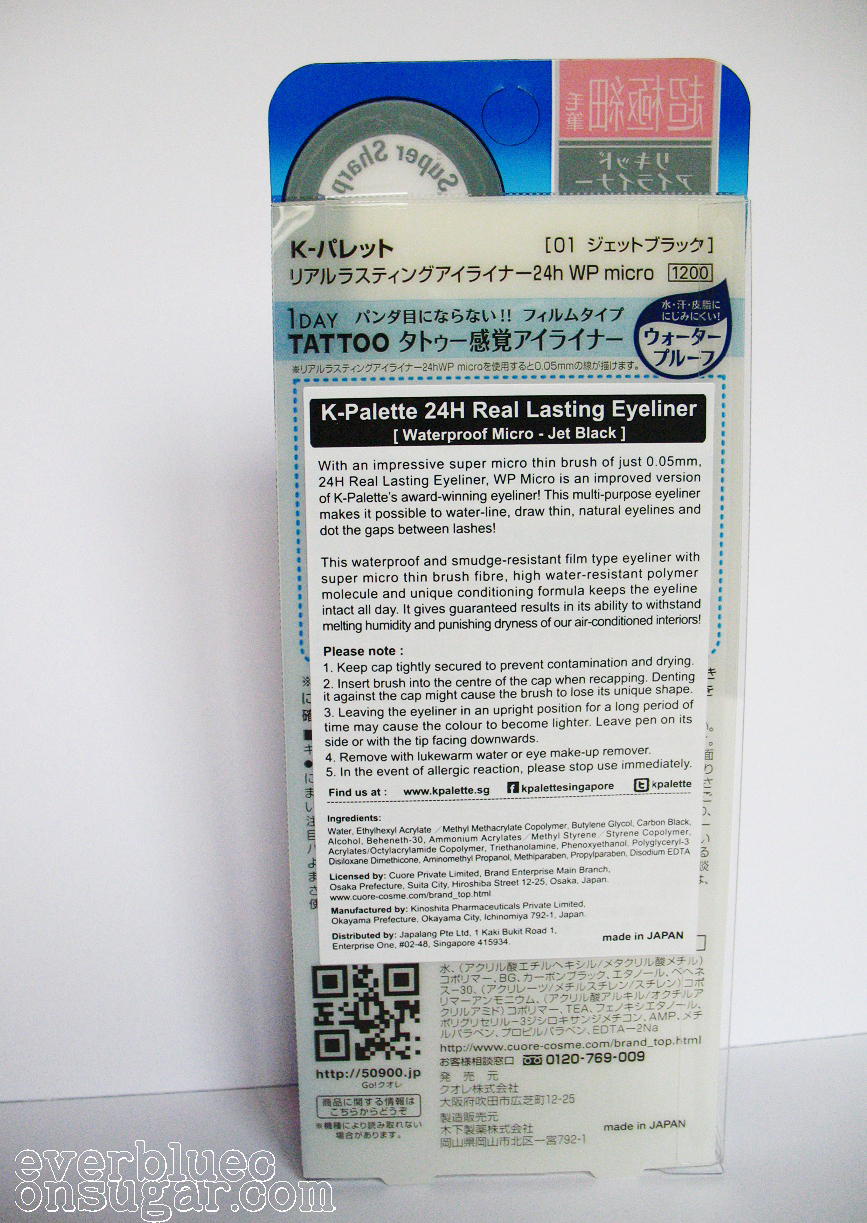 超極細
毛筆
リキッド
アイライナー
Super Sharp
K-パレット
[01 ジェットブラック]
リアルラスティングアイライナー24h WP micro 1200
1DAY パンダ目にならない!! フィルムタイプ
TATTOO タトゥー感覚アイライナー
水・汗・皮脂に
にじみにくい!
ウォーター
プルーフ
※リアルラスティングアイライナー24hWP microを使用すると0.05mmの線が描けます。
K-Palette 24H Real Lasting Eyeliner
[ Waterproof Micro - Jet Black ]
With an impressive super micro thin brush of just 0.05mm,
24H Real Lasting Eyeliner, WP Micro is an improved version
of K-Palette's award-winning eyeliner! This multi-purpose eyeliner
makes it possible to water-line, draw thin, natural eyelines and
dot the gaps between lashes!
This waterproof and smudge-resistant film type eyeliner with
super micro thin brush fibre, high water-resistant polymer
molecule and unique conditioning formula keeps the eyeline
intact all day. It gives guaranteed results in its ability to withstand
melting humidity and punishing dryness of our air-conditioned interiors!
Please note :
1. Keep cap tightly secured to prevent contamination and drying.
2. Insert brush into the centre of the cap when recapping. Denting
it against the cap might cause the brush to lose its unique shape.
3. Leaving the eyeliner in an upright position for a long period of
time may cause the colour to become lighter. Leave pen on its
side or with the tip facing downwards.
4. Remove with lukewarm water or eye make-up remover.
5. In the event of allergic reaction, please stop use immediately.
Find us at : www.kpalette.sg kpalettesingapore kpalette
Ingredients:
Water, Ethylhexyl Acrylate / Methyl Methacrylate Copolymer, Butylene Glycol, Carbon Black,
Alcohol, Beheneth-30, Ammonium Acrylates / Methyl Styrene / Styrene Copolymer,
Acrylates/Octylacrylamide Copolymer, Triethanolamine, Phenoxyethanol, Polyglyceryl-3
Disiloxane Dimethicone, Aminomethyl Propanol, Methiparaben, Propylparaben, Disodium EDTA
Licensed by: Cuore Private Limited, Brand Enterprise Main Branch,
Osaka Prefecture, Suita City, Hiroshiba Street 12-25, Osaka, Japan.
www.cuore-cosme.com/brand_top.html
Manufactured by: Kinoshita Pharmaceuticals Private Limited,
Okayama Prefecture, Okayama City, Ichinomiya 792-1, Japan.
Distributed by: Japalang Pte Ltd, 1 Kaki Bukit Road 1,
Enterprise One, #02-48, Singapore 415934.
made in JAPAN
水、(アクリル酸エチルヘキシル/メタクリル酸メチル)
コポリマー、BG、カーボンブラック、エタノール、ベヘネ
ス-30、(アクリレーツ/メチルスチレン/スチレン)コポ
リマーアンモニウム、(アクリル酸アルキル/オクチルア
クリルアミド)コポリマー、TEA、フェノキシエタノール、
ポリグリセリル-3ジシロキサンジメチコン、AMP、メチ
ルパラベン、プロピルパラベン、EDTA-2Na
http://www.cuore-cosme.com/brand_top.html
お客様相談窓口 0120-769-009
発売元
クオレ株式会社
大阪府吹田市広芝町12-25
製造販売元
木下製薬株式会社
岡山県岡山市北区一宮792-1
made in JAPAN
http://50900.jp
Go!クオレ
商品に関する情報は
こちらからどうぞ
※機種により読み取れない
場合があります。
everbluec
onsugar.com